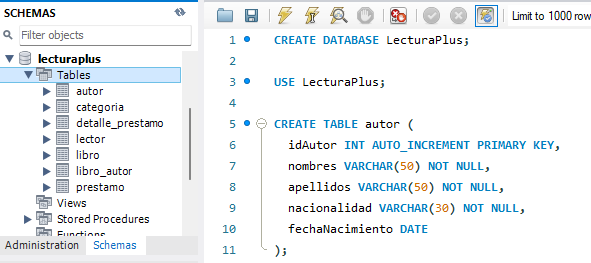 SCHEMAS
Filter objects
lecturaplus
Tables
autor
categoria
detalle_prestamo
lector
libro
libro_autor
prestamo
Views
Stored Procedures
Functions
Administration Schemas
Limit to 1000 row
1 CREATE DATABASE LecturaPlus;
2
3 USE LecturaPlus;
4
5 CREATE TABLE autor (
6 idAutor INT AUTO_INCREMENT PRIMARY KEY,
7 nombres VARCHAR(50) NOT NULL,
8 apellidos VARCHAR(50) NOT NULL,
9 nacionalidad VARCHAR(30) NOT NULL,
10 fechaNacimiento DATE
11 );